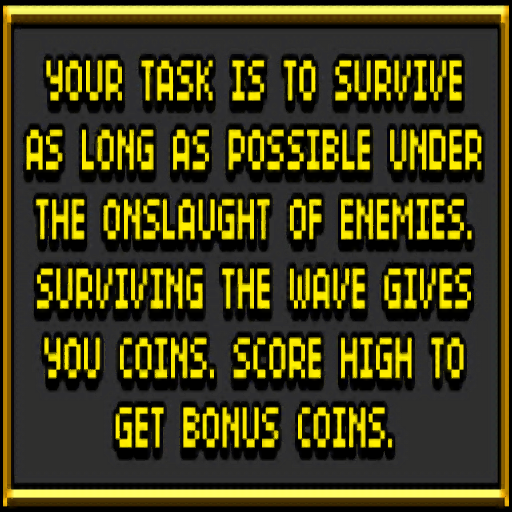 YOUR TASK IS TO SURVIVE
AS LONG AS POSSIBLE UNDER
THE ONSLAUGHT OF ENEMIES.
SURVIVING THE WAVE GIVES
YOU COINS. SCORE HIGH TO
GET BONUS COINS.